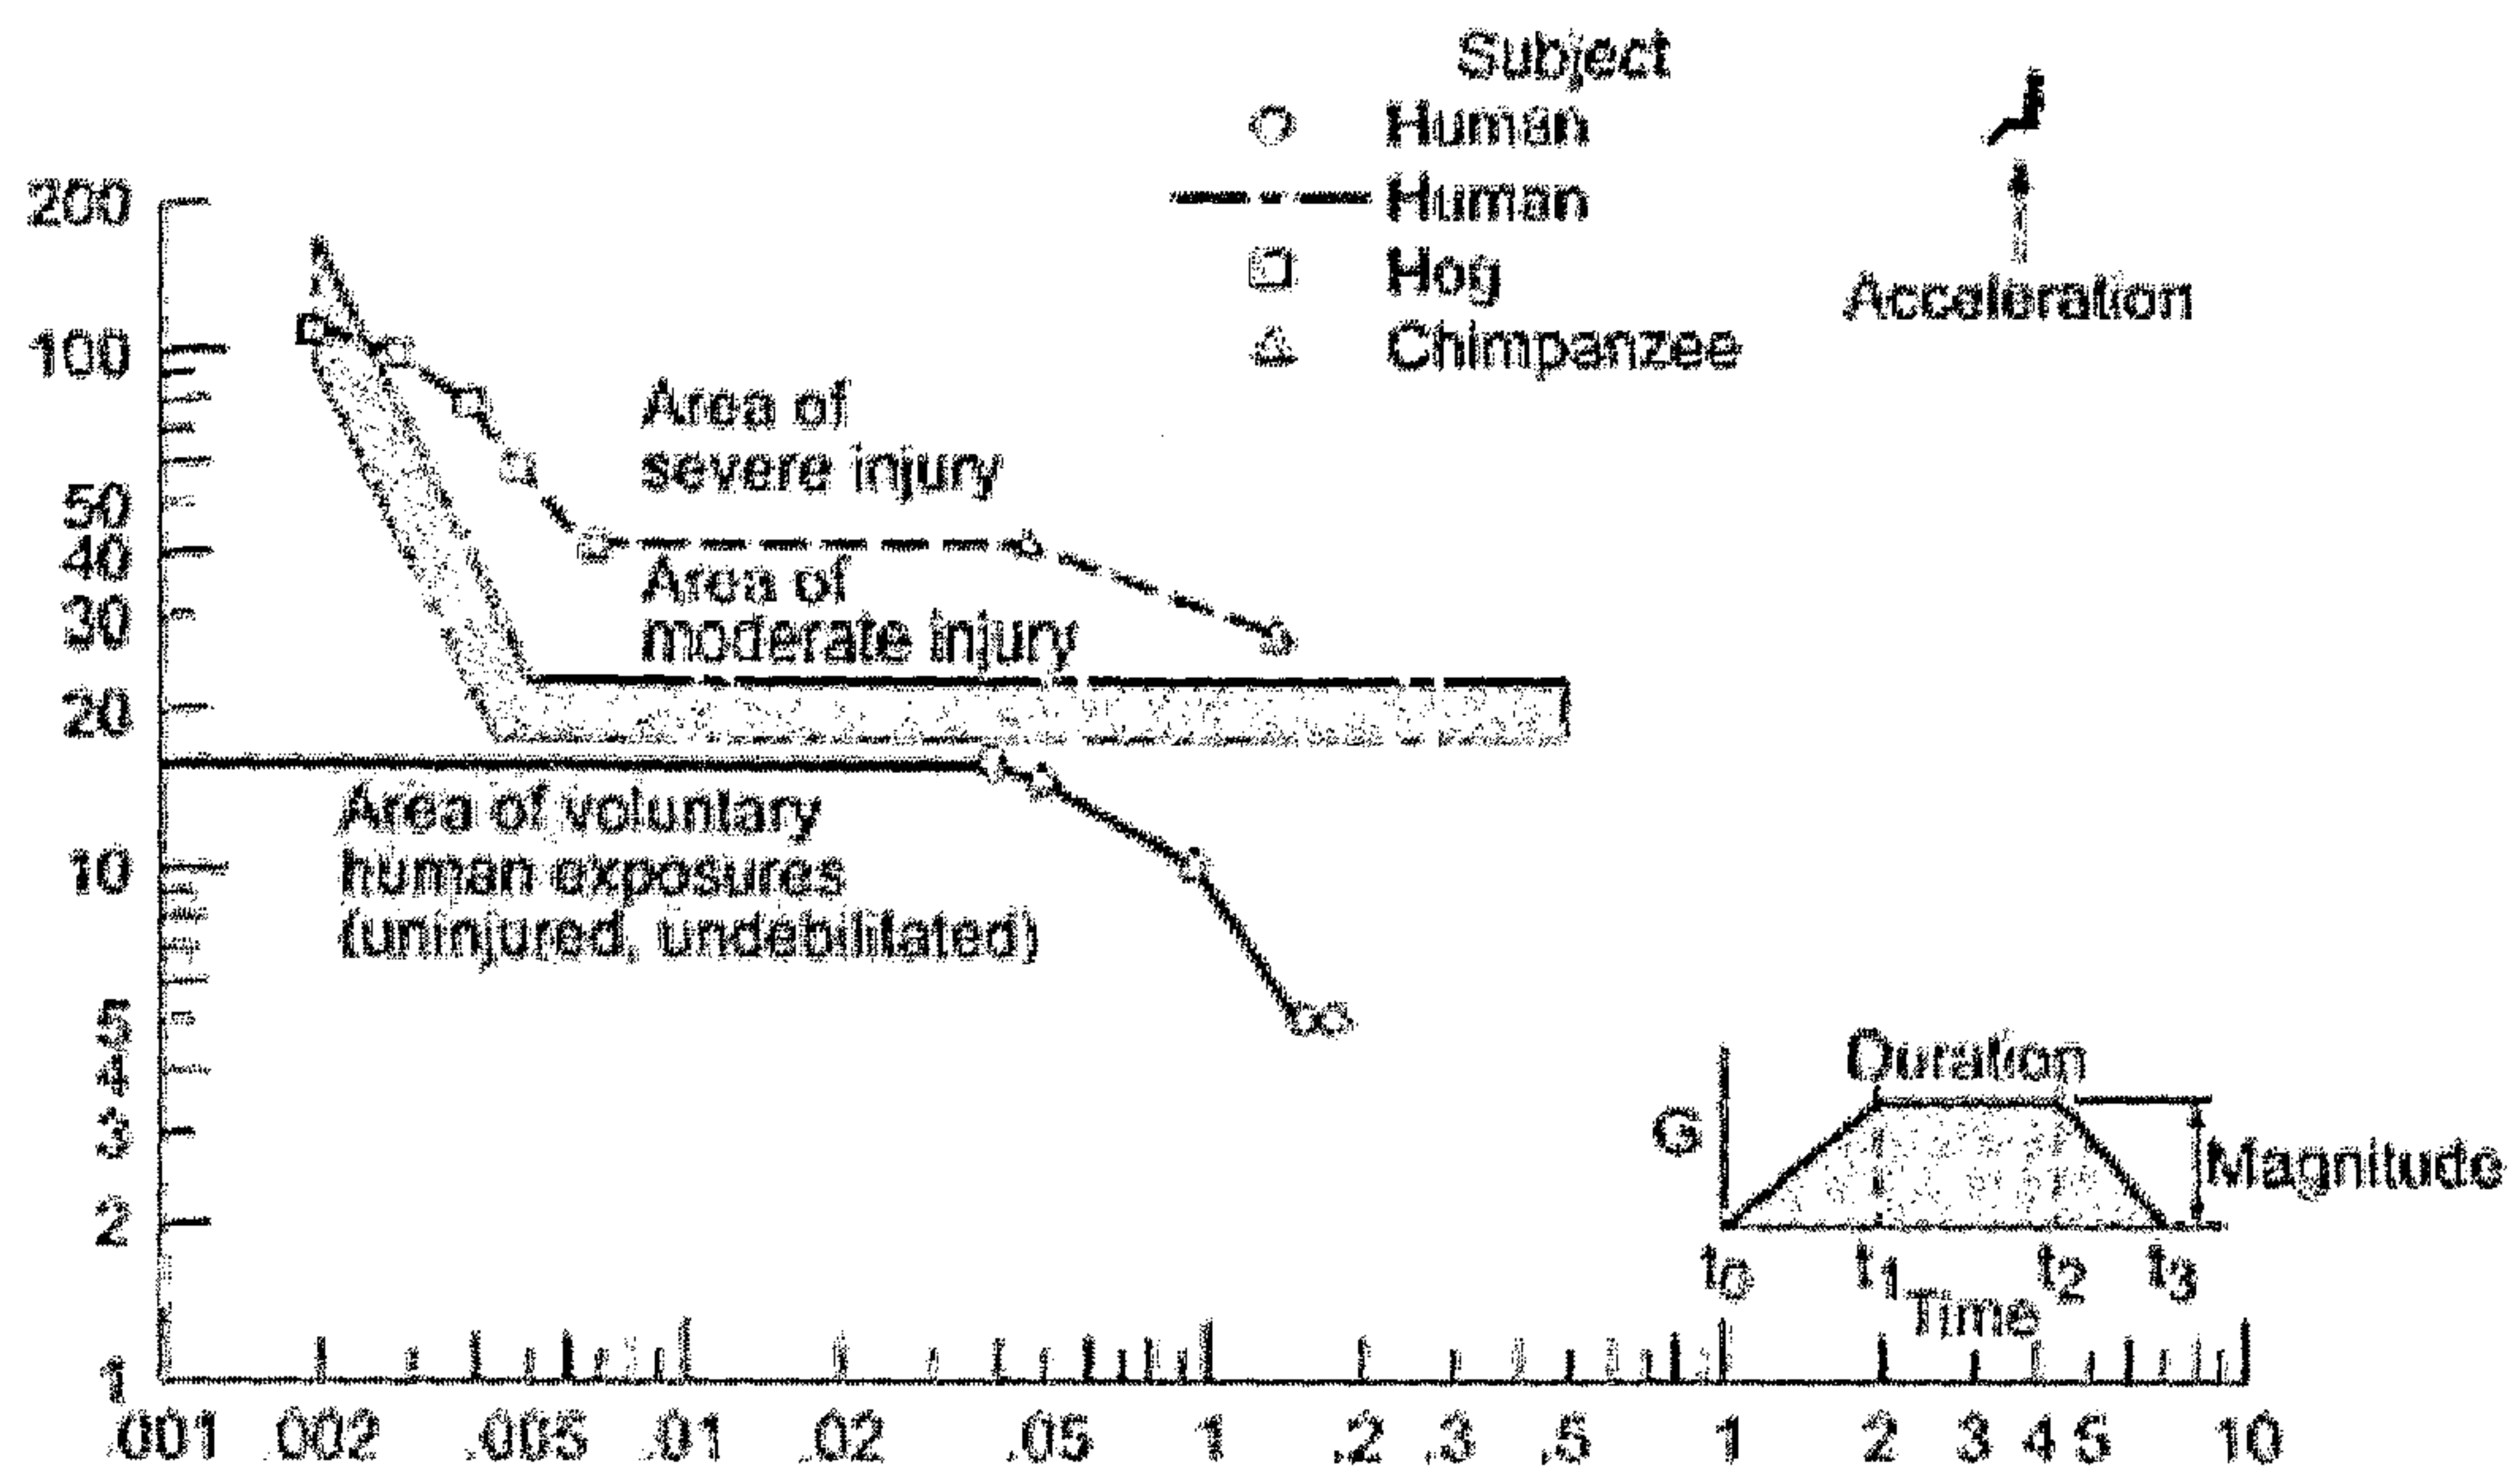 Subject
Human
Human
Hog
Chimpanzee
Acceleration
200
100
50
40
30
20
10
5
4
3
2
1
Area of
severe injury
Area of
moderate injury
Area of voluntary
human exposures
(uninjured, undebilitated)
Duration
G
Magnitude
t0 t1 t2 t3
Time
.001 .002 .005 .01 .02 .05 .1 .2 .3 .5 1 2 3 4 5 10